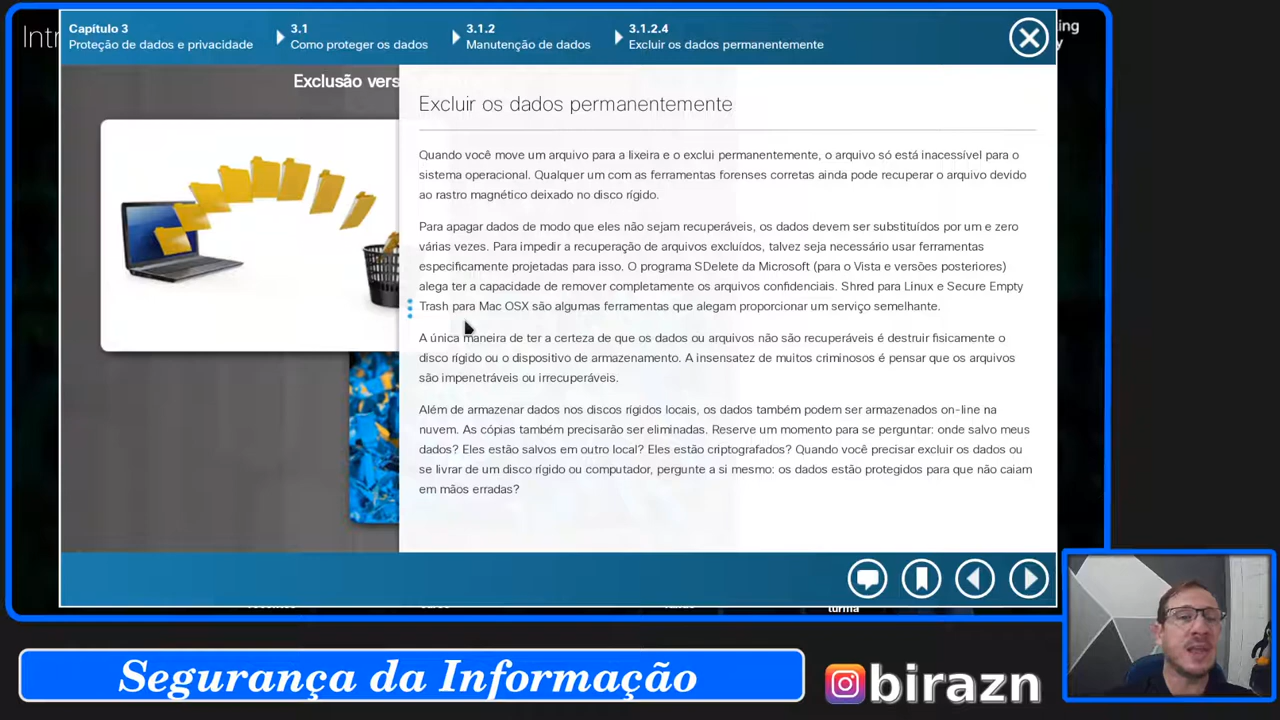 Intr
king
y
Capítulo 3
Proteção de dados e privacidade
3.1
Como proteger os dados
3.1.2
Manutenção de dados
3.1.2.4
Excluir os dados permanentemente
Exclusão vers
Excluir os dados permanentemente
Quando você move um arquivo para a lixeira e o exclui permanentemente, o arquivo só está inacessível para o
sistema operacional. Qualquer um com as ferramentas forenses corretas ainda pode recuperar o arquivo devido
ao rastro magnético deixado no disco rígido.
Para apagar dados de modo que eles não sejam recuperáveis, os dados devem ser substituídos por um e zero
várias vezes. Para impedir a recuperação de arquivos excluídos, talvez seja necessário usar ferramentas
especificamente projetadas para isso. O programa SDelete da Microsoft (para o Vista e versões posteriores)
alega ter a capacidade de remover completamente os arquivos confidenciais. Shred para Linux e Secure Empty
Trash para Mac OSX são algumas ferramentas que alegam proporcionar um serviço semelhante.
A única maneira de ter a certeza de que os dados ou arquivos não são recuperáveis é destruir fisicamente o
disco rígido ou o dispositivo de armazenamento. A insensatez de muitos criminosos é pensar que os arquivos
são impenetráveis ou irrecuperáveis.
Além de armazenar dados nos discos rígidos locais, os dados também podem ser armazenados on-line na
nuvem. As cópias também precisarão ser eliminadas. Reserve um momento para se perguntar: onde salvo meus
dados? Eles estão salvos em outro local? Eles estão criptografados? Quando você precisar excluir os dados ou
se livrar de um disco rígido ou computador, pergunte a si mesmo: os dados estão protegidos para que não caiam
em mãos erradas?
turma
Segurança da Informação
birazn